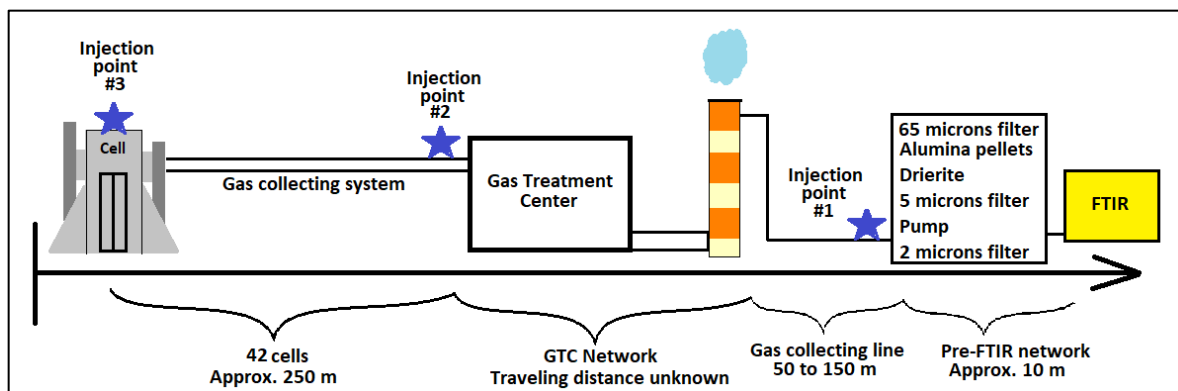 Injection
point
#3
Cell
Gas collecting system
Injection
point
#2
Gas Treatment
Center
Injection
point
#1
65 microns filter
Alumina pellets
Drierite
5 microns filter
Pump
2 microns filter
FTIR
42 cells
Approx. 250 m
GTC Network
Traveling distance unknown
Gas collecting line
50 to 150 m
Pre-FTIR network
Approx. 10 m